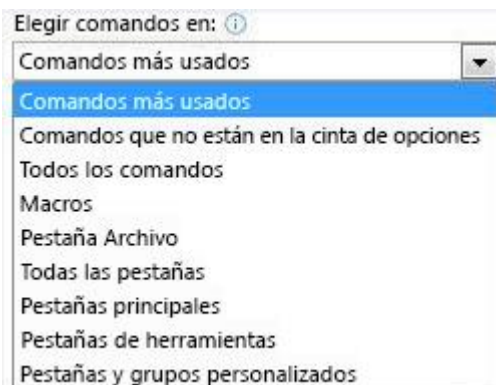 Elegir comandos en:
Comandos más usados
Comandos más usados
Comandos que no están en la cinta de opciones
Todos los comandos
Macros
Pestaña Archivo
Todas las pestañas
Pestañas principales
Pestañas de herramientas
Pestañas y grupos personalizados